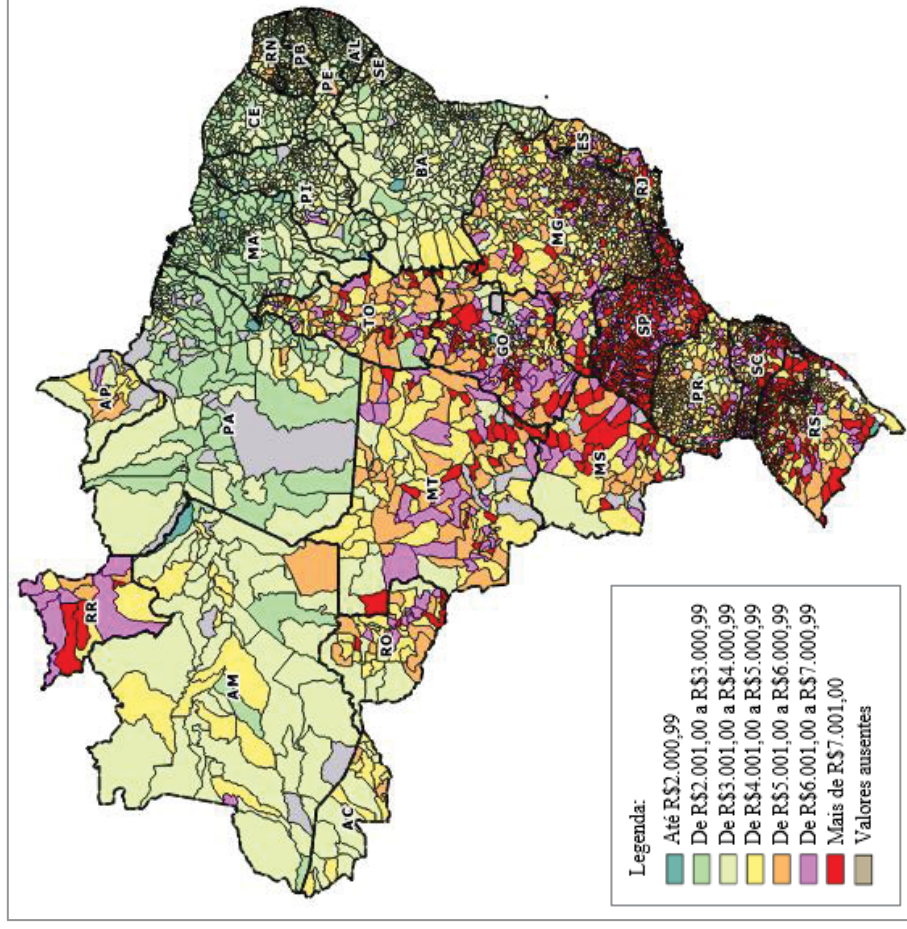 RR
AP
AM
PA
AC
RO
MT
TO
MA
PI
CE
RN
PB
PE
AL
SE
BA
GO
MG
ES
MS
SP
RJ
PR
SC
RS
Legenda:
Até R$2.000,99
De R$2.001,00 a R$3.000,99
De R$3.001,00 a R$4.000,99
De R$4.001,00 a R$5.000,99
De R$5.001,00 a R$6.000,99
De R$6.001,00 a R$7.000,99
Mais de R$7.001,00
Valores ausentes